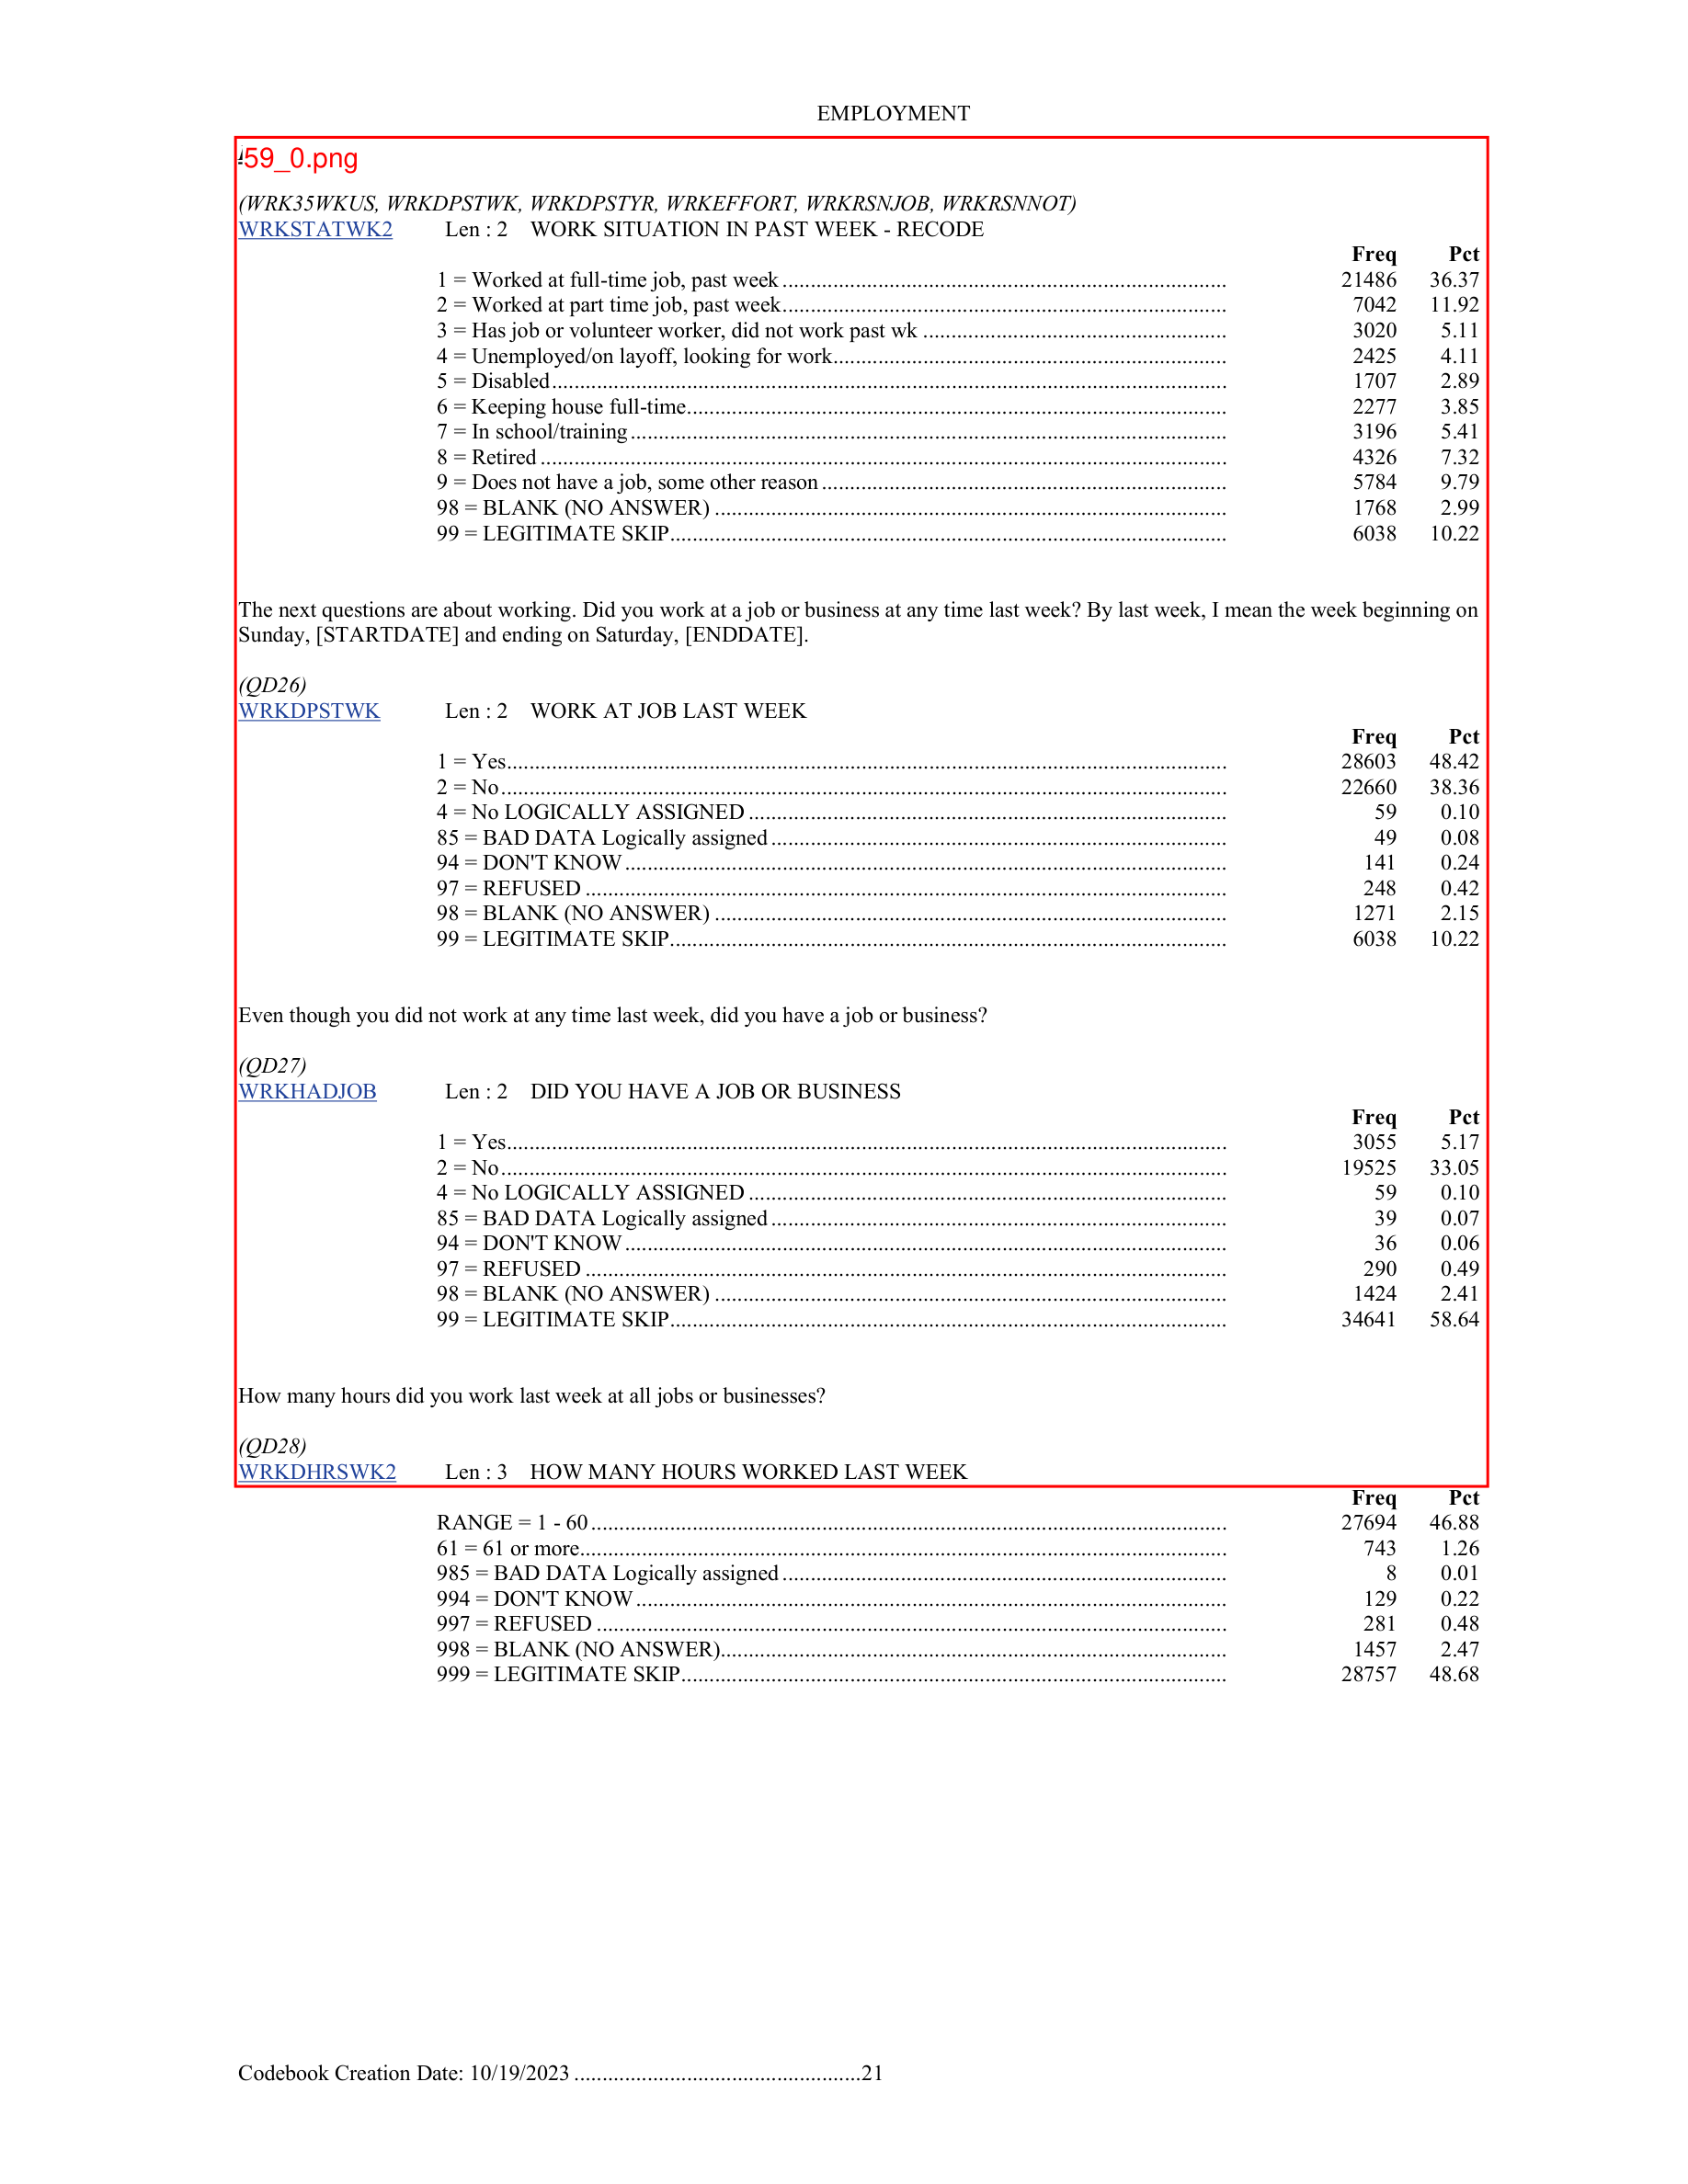 EMPLOYMENT
59_0.png
(WRK35WKUS, WRKDPSTWK, WRKDPSTYR, WRKEFFORT, WRKRSNJOB, WRKRSNNOT)
WRKSTATWK2 Len : 2 WORK SITUATION IN PAST WEEK - RECODE
Freq Pct
1 = Worked at full-time job, past week 21486 36.37
2 = Worked at part time job, past week 7042 11.92
3 = Has job or volunteer worker, did not work past wk 3020 5.11
4 = Unemployed/on layoff, looking for work 2425 4.11
5 = Disabled 1707 2.89
6 = Keeping house full-time 2277 3.85
7 = In school/training 3196 5.41
8 = Retired 4326 7.32
9 = Does not have a job, some other reason 5784 9.79
98 = BLANK (NO ANSWER) 1768 2.99
99 = LEGITIMATE SKIP 6038 10.22
The next questions are about working. Did you work at a job or business at any time last week? By last week, I mean the week beginning on
Sunday, [STARTDATE] and ending on Saturday, [ENDDATE].
(QD26)
WRKDPSTWK Len : 2 WORK AT JOB LAST WEEK
Freq Pct
1 = Yes 28603 48.42
2 = No 22660 38.36
4 = No LOGICALLY ASSIGNED 59 0.10
85 = BAD DATA Logically assigned 49 0.08
94 = DON'T KNOW 141 0.24
97 = REFUSED 248 0.42
98 = BLANK (NO ANSWER) 1271 2.15
99 = LEGITIMATE SKIP 6038 10.22
Even though you did not work at any time last week, did you have a job or business?
(QD27)
WRKHADJOB Len : 2 DID YOU HAVE A JOB OR BUSINESS
Freq Pct
1 = Yes 3055 5.17
2 = No 19525 33.05
4 = No LOGICALLY ASSIGNED 59 0.10
85 = BAD DATA Logically assigned 39 0.07
94 = DON'T KNOW 36 0.06
97 = REFUSED 290 0.49
98 = BLANK (NO ANSWER) 1424 2.41
99 = LEGITIMATE SKIP 34641 58.64
How many hours did you work last week at all jobs or businesses?
(QD28)
WRKDHRSWK2 Len : 3 HOW MANY HOURS WORKED LAST WEEK
Freq Pct
RANGE = 1 - 60 27694 46.88
61 = 61 or more 743 1.26
985 = BAD DATA Logically assigned 8 0.01
994 = DON'T KNOW 129 0.22
997 = REFUSED 281 0.48
998 = BLANK (NO ANSWER) 1457 2.47
999 = LEGITIMATE SKIP 28757 48.68
Codebook Creation Date: 10/19/2023 21